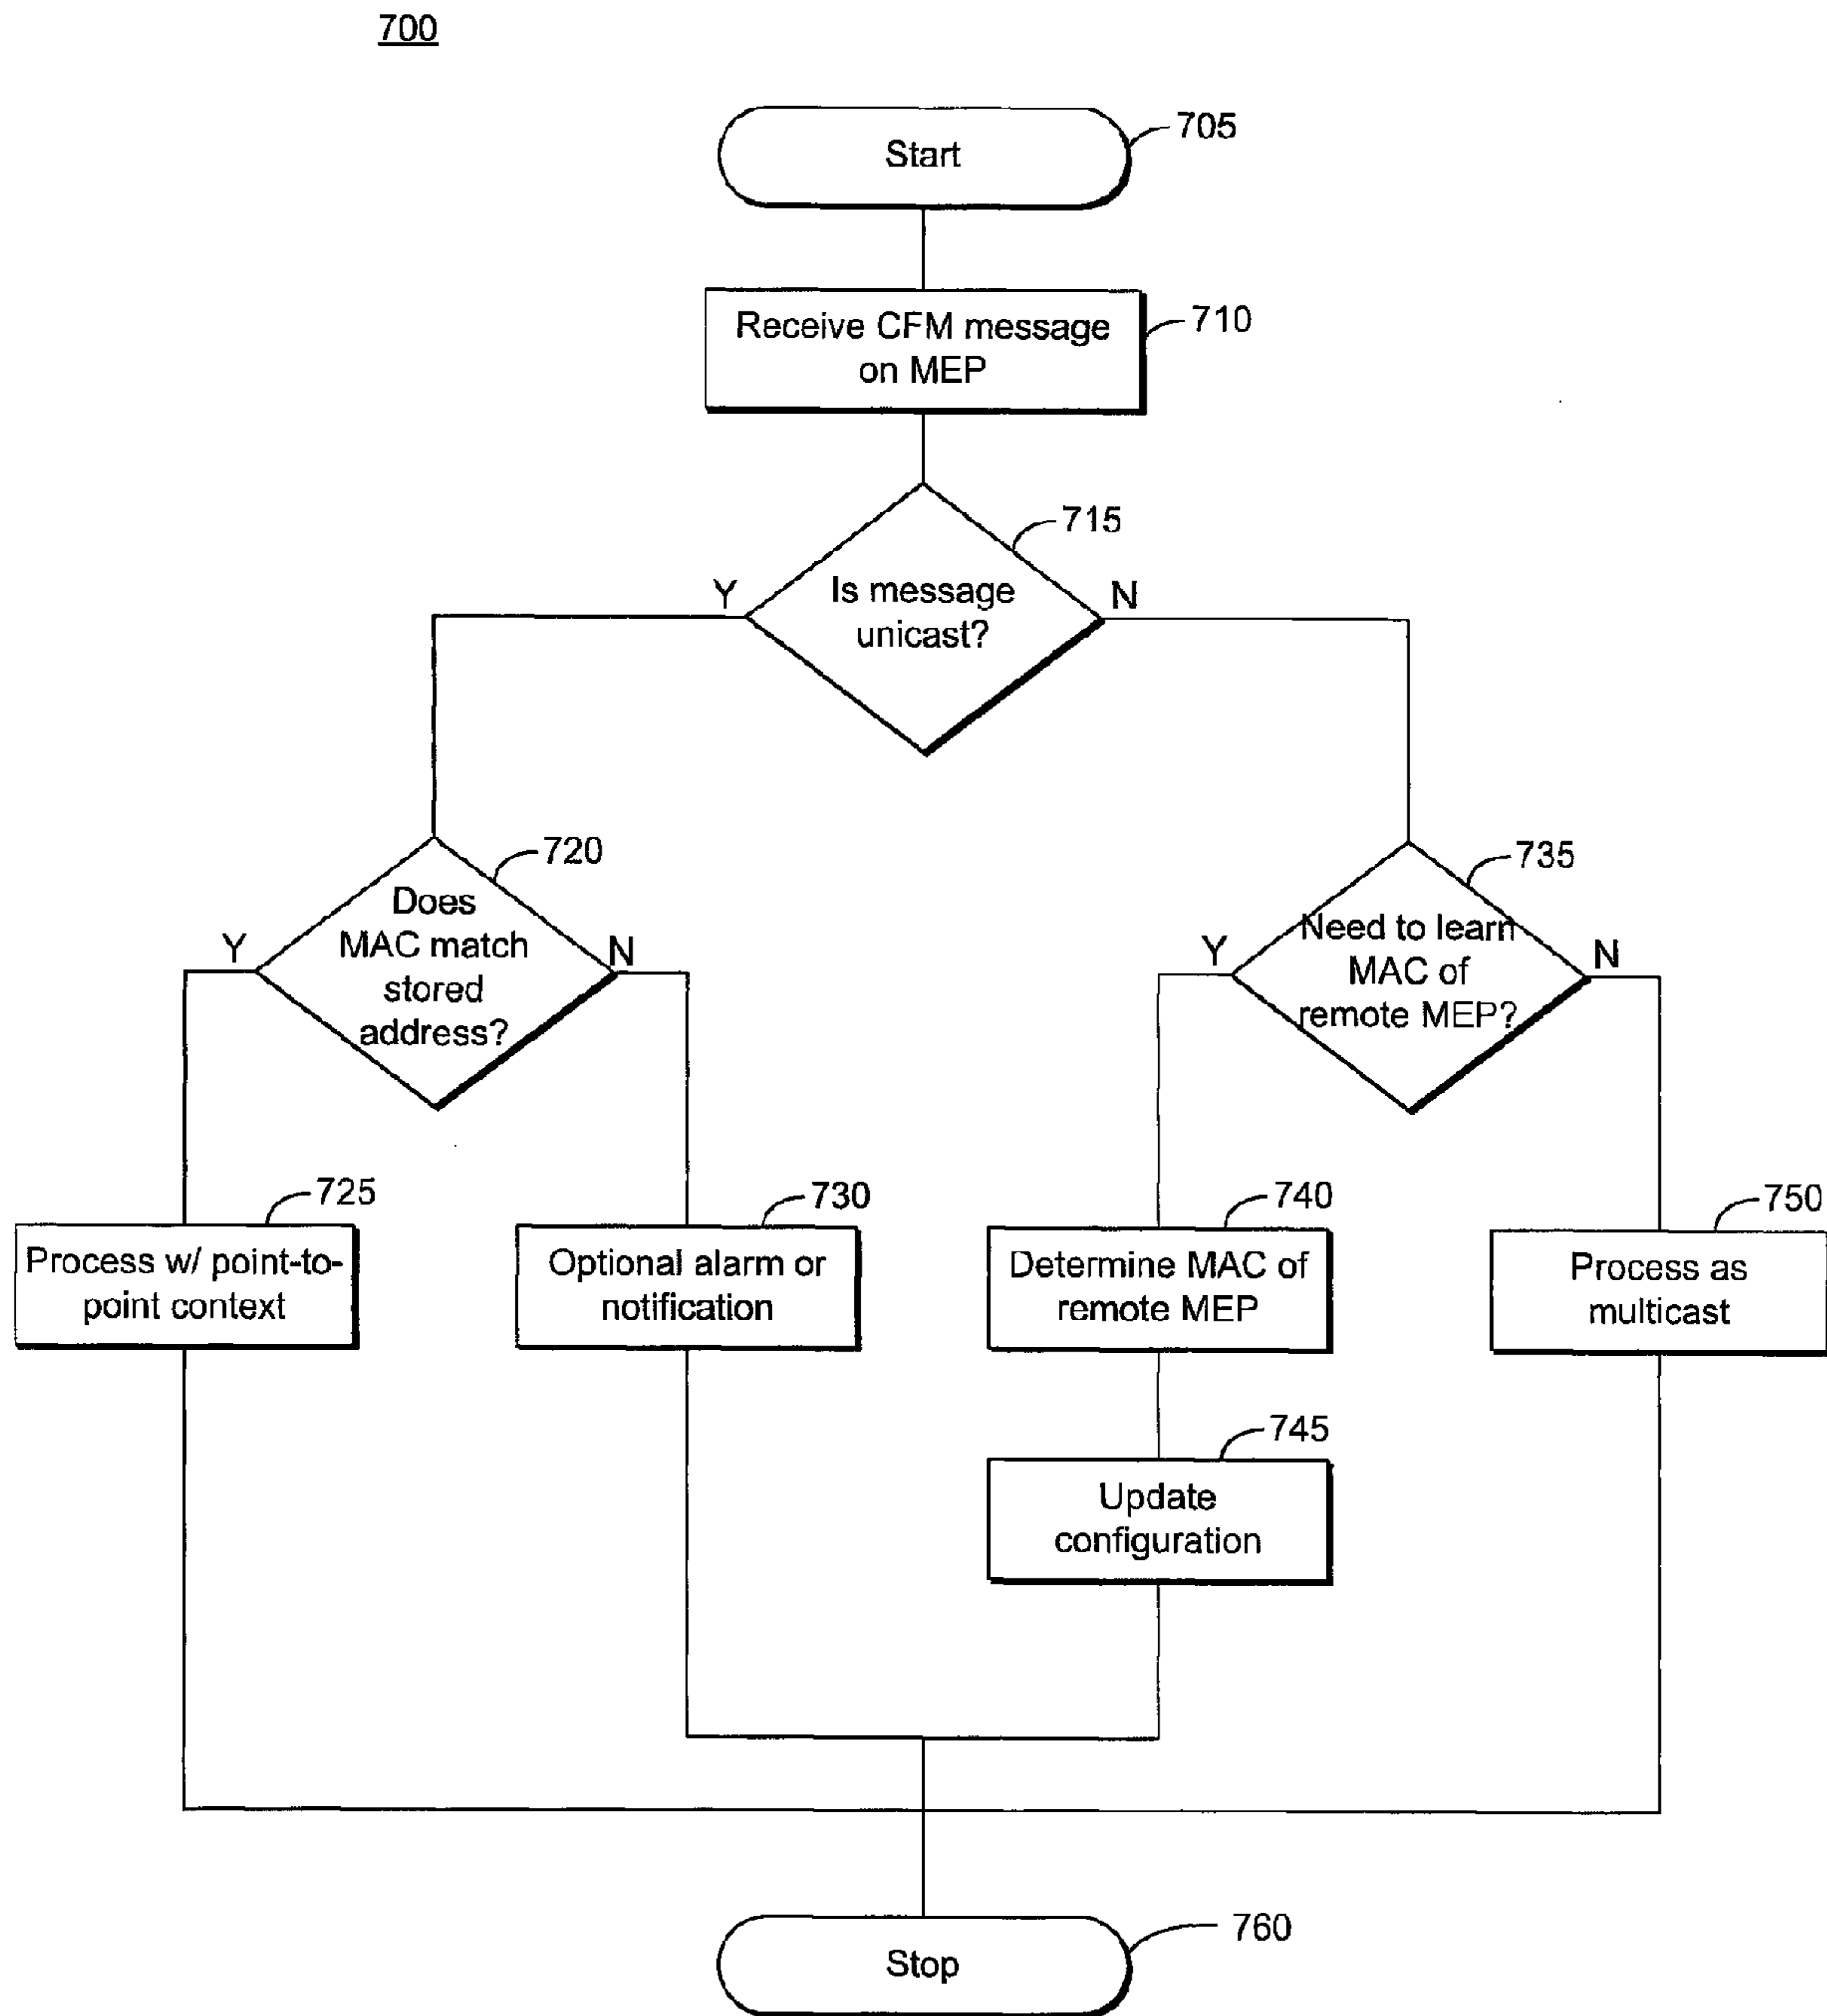 700
705
Start
710
Receive CFM message
on MEP
715
Y
N
Is message
unicast?
720
735
Does
MAC match
stored
address?
Y
N
Need to learn
MAC of
remote MEP?
Y
N
725
730
740
750
Process w/ point-to-
point context
Optional alarm or
notification
Determine MAC of
remote MEP
Process as
multicast
745
Update
configuration
760
Stop